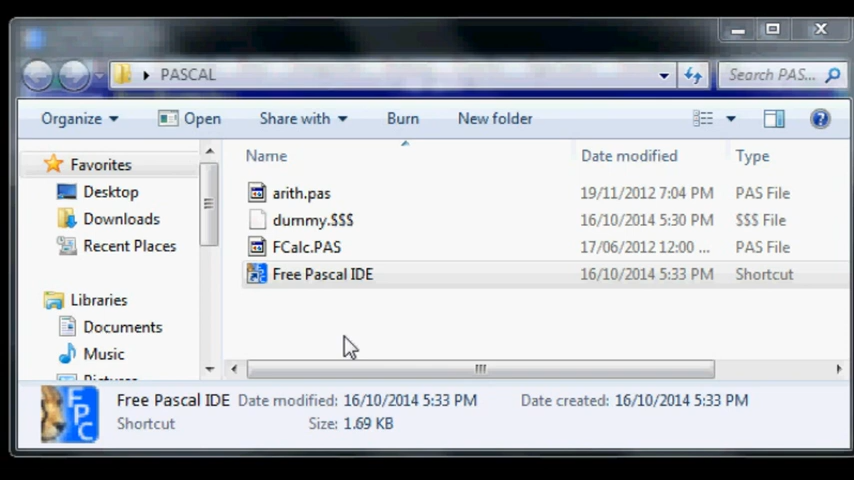 PASCAL
Search PAS...
Organize
Open
Share with
Burn
New folder
Name
Date modified
Type
Favorites
Desktop
Downloads
Recent Places
Libraries
Documents
Music
arith.pas 19/11/2012 7:04 PM PAS File
dummy.$$$ 16/10/2014 5:30 PM $$$ File
FCalc.PAS 17/06/2012 12:00 ... PAS File
Free Pascal IDE 16/10/2014 5:33 PM Shortcut
FPC
Free Pascal IDE Date modified: 16/10/2014 5:33 PM Date created: 16/10/2014 5:33 PM
Shortcut Size: 1.69 KB